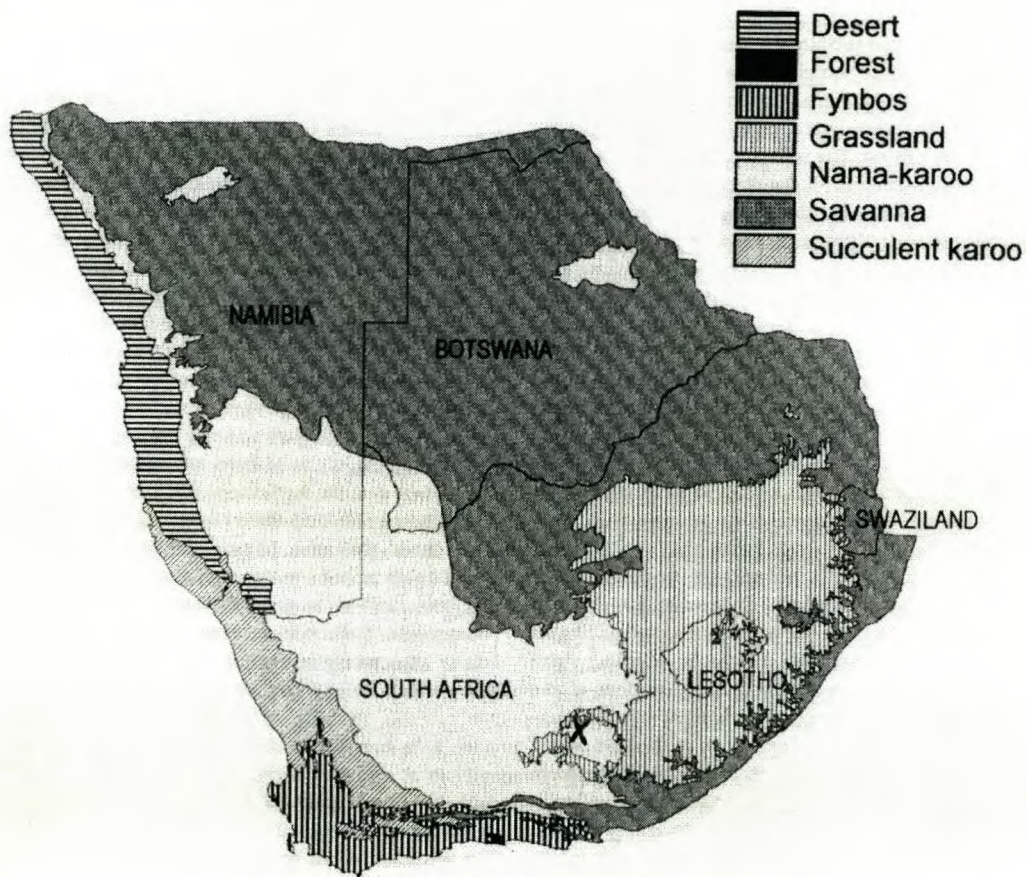 Desert
Forest
Fynbos
Grassland
Nama-karoo
Savanna
Succulent karoo
NAMIBIA
BOTSWANA
SWAZILAND
LESOTHO
SOUTH AFRICA
X